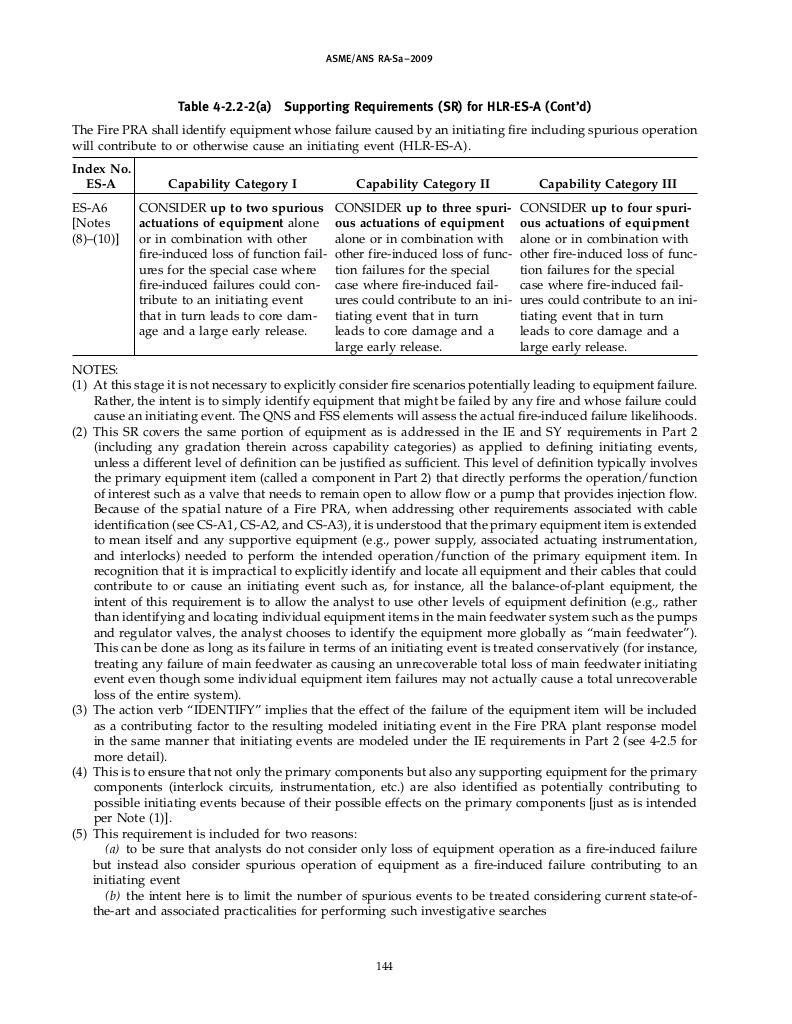 ASME/ANS RA-Sa–2009
Table 4-2.2-2(a) Supporting Requirements (SR) for HLR-ES-A (Cont’d)
The Fire PRA shall identify equipment whose failure caused by an initiating fire including spurious operation
will contribute to or otherwise cause an initiating event (HLR-ES-A).
Index No.
ES-A Capability Category I Capability Category II Capability Category III
ES-A6 CONSIDER up to two spurious CONSIDER up to three spuri- CONSIDER up to four spuri-
[Notes actuations of equipment alone ous actuations of equipment ous actuations of equipment
(8)–(10)] or in combination with other alone or in combination with alone or in combination with
fire-induced loss of function fail- other fire-induced loss of func- other fire-induced loss of func-
ures for the special case where tion failures for the special tion failures for the special
fire-induced failures could con- case where fire-induced fail- case where fire-induced fail-
tribute to an initiating event ures could contribute to an ini- ures could contribute to an ini-
that in turn leads to core dam- tiating event that in turn tiating event that in turn
age and a large early release. leads to core damage and a leads to core damage and a
large early release. large early release.
NOTES:
(1) At this stage it is not necessary to explicitly consider fire scenarios potentially leading to equipment failure.
Rather, the intent is to simply identify equipment that might be failed by any fire and whose failure could
cause an initiating event. The QNS and FSS elements will assess the actual fire-induced failure likelihoods.
(2) This SR covers the same portion of equipment as is addressed in the IE and SY requirements in Part 2
(including any gradation therein across capability categories) as applied to defining initiating events,
unless a different level of definition can be justified as sufficient. This level of definition typically involves
the primary equipment item (called a component in Part 2) that directly performs the operation/function
of interest such as a valve that needs to remain open to allow flow or a pump that provides injection flow.
Because of the spatial nature of a Fire PRA, when addressing other requirements associated with cable
identification (see CS-A1, CS-A2, and CS-A3), it is understood that the primary equipment item is extended
to mean itself and any supportive equipment (e.g., power supply, associated actuating instrumentation,
and interlocks) needed to perform the intended operation/function of the primary equipment item. In
recognition that it is impractical to explicitly identify and locate all equipment and their cables that could
contribute to or cause an initiating event such as, for instance, all the balance-of-plant equipment, the
intent of this requirement is to allow the analyst to use other levels of equipment definition (e.g., rather
than identifying and locating individual equipment items in the main feedwater system such as the pumps
and regulator valves, the analyst chooses to identify the equipment more globally as “main feedwater”).
This can be done as long as its failure in terms of an initiating event is treated conservatively (for instance,
treating any failure of main feedwater as causing an unrecoverable total loss of main feedwater initiating
event even though some individual equipment item failures may not actually cause a total unrecoverable
loss of the entire system).
(3) The action verb “IDENTIFY” implies that the effect of the failure of the equipment item will be included
as a contributing factor to the resulting modeled initiating event in the Fire PRA plant response model
in the same manner that initiating events are modeled under the IE requirements in Part 2 (see 4-2.5 for
more detail).
(4) This is to ensure that not only the primary components but also any supporting equipment for the primary
components (interlock circuits, instrumentation, etc.) are also identified as potentially contributing to
possible initiating events because of their possible effects on the primary components [just as is intended
per Note (1)].
(5) This requirement is included for two reasons:
(a) to be sure that analysts do not consider only loss of equipment operation as a fire-induced failure
but instead also consider spurious operation of equipment as a fire-induced failure contributing to an
initiating event
(b) the intent here is to limit the number of spurious events to be treated considering current state-of-
the-art and associated practicalities for performing such investigative searches
144